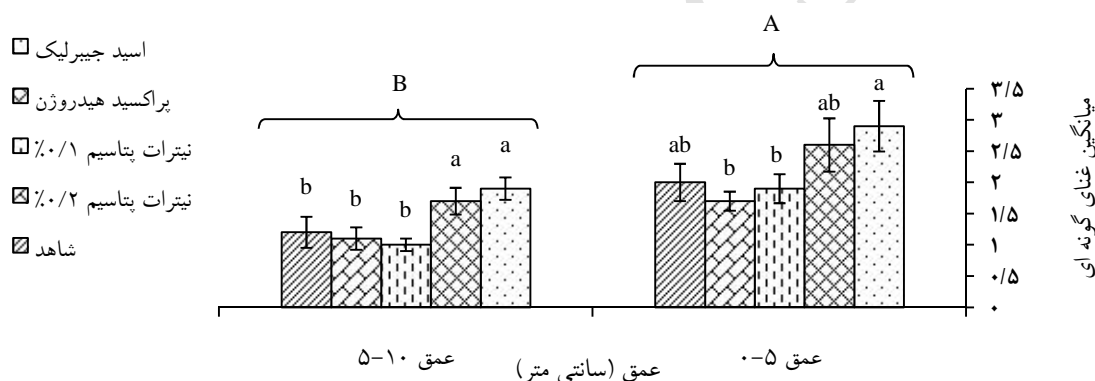 اسید جیبرلیک
پراکسید هیدروژن
نیترات پتاسیم ۰/۱٪
نیترات پتاسیم ۰/۲٪
شاهد
A
B
a
ab
b
b
ab
a
a
b
b
b
۳/۵
۳
۲/۵
۲
۱/۵
۱
۰/۵
۰
میانگین غنای گونه ای
عمق ۵-۰
عمق ۱۰-۵
عمق (سانتی متر)